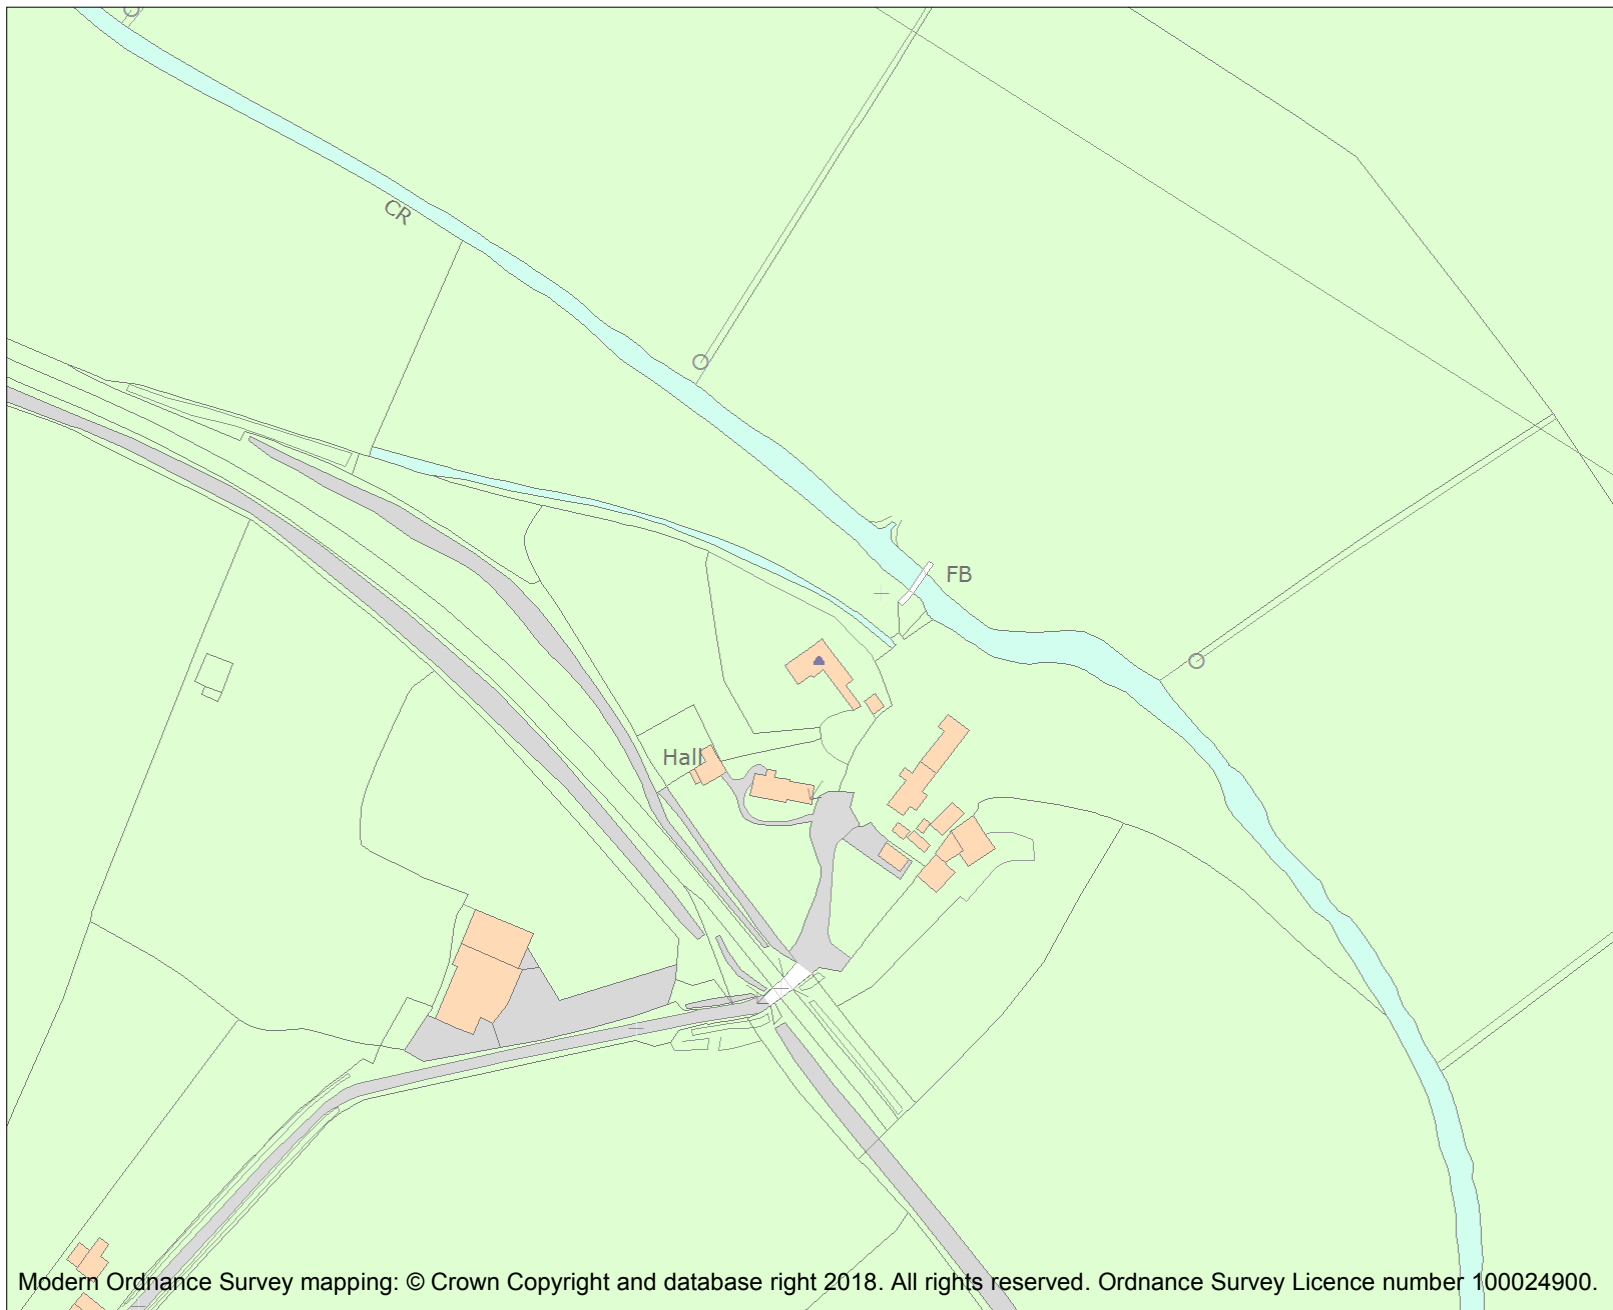 CR
FB
Hall
Modern Ordnance Survey mapping: © Crown Copyright and database right 2018. All rights reserved. Ordnance Survey Licence number 100024900.